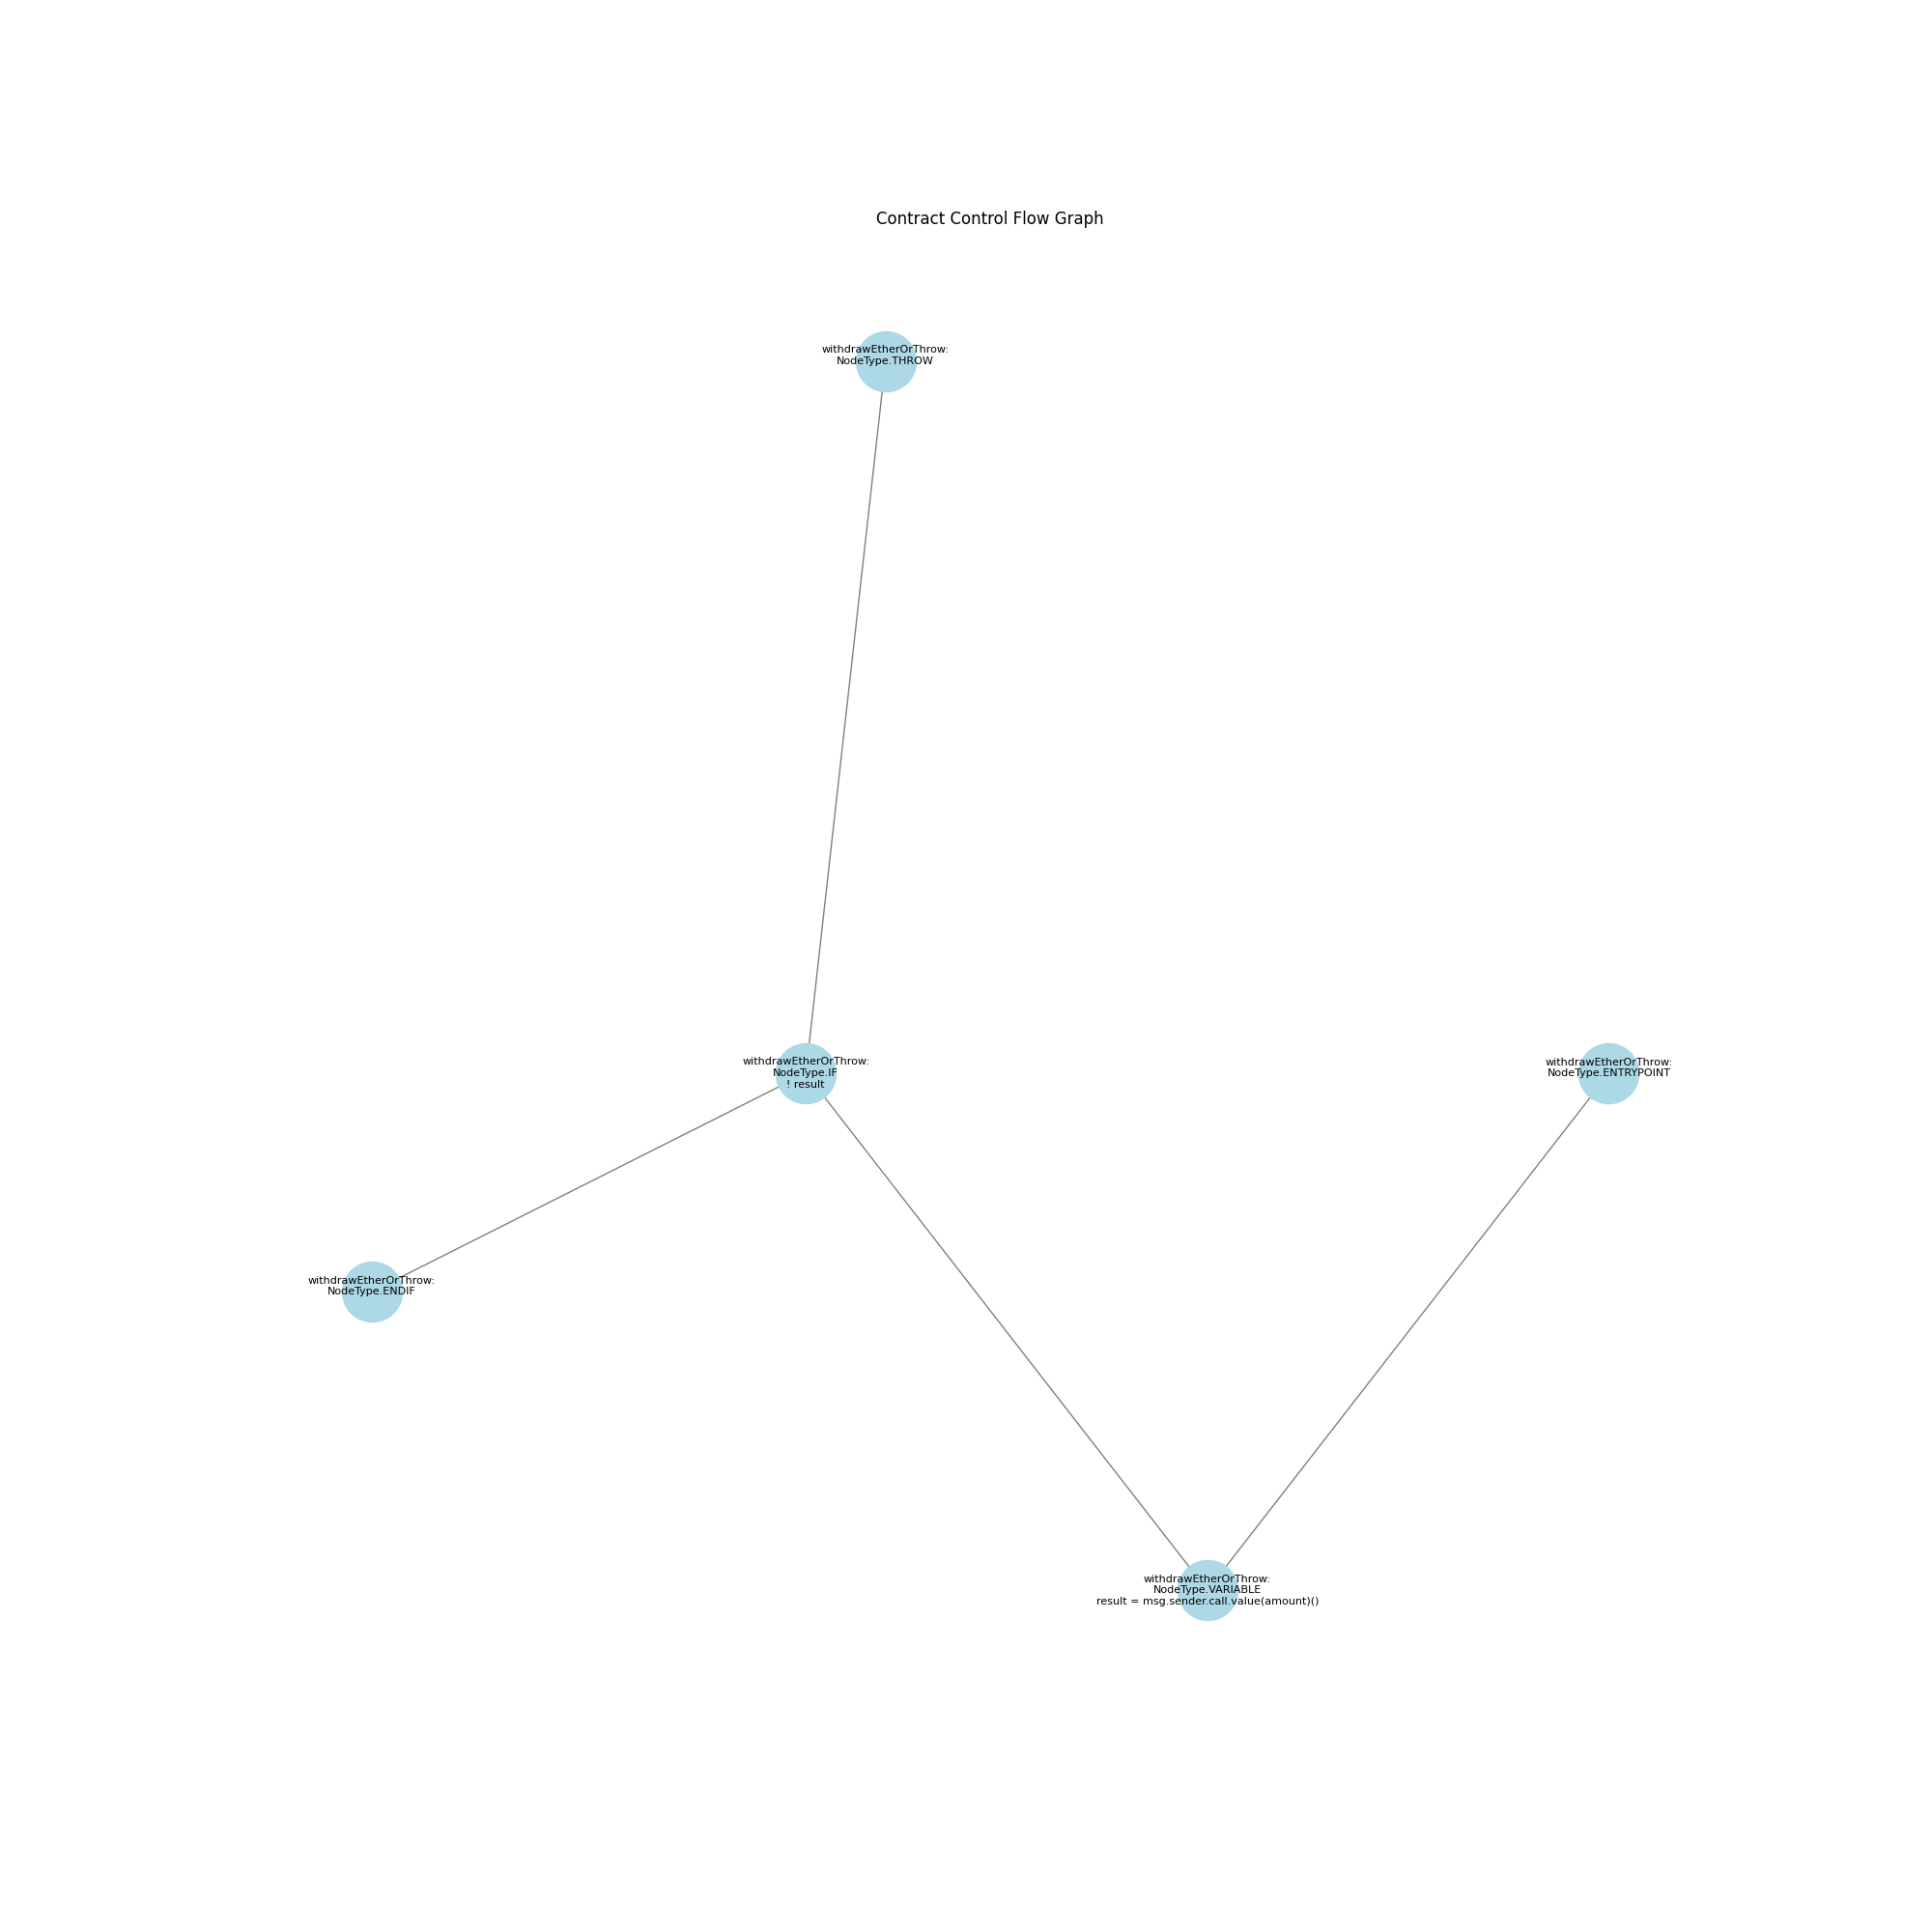 Contract Control Flow Graph
withdrawEtherOrThrow:
NodeType.THROW
withdrawEtherOrThrow:
NodeType.IF
! result
withdrawEtherOrThrow:
NodeType.ENTRYPOINT
withdrawEtherOrThrow:
NodeType.ENDIF
withdrawEtherOrThrow:
NodeType.VARIABLE
result = msg.sender.call.value(amount)()